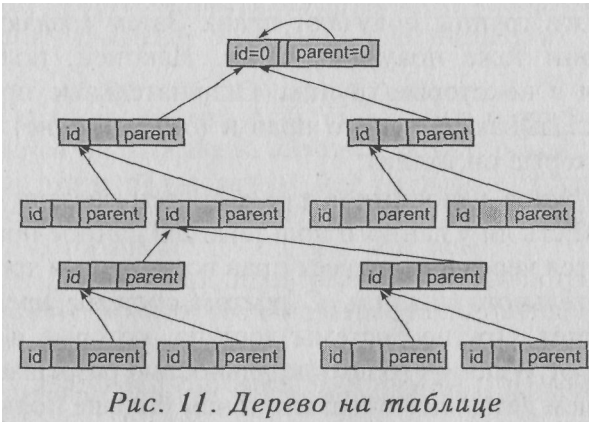 id=0 parent=0
id parent id parent
id parent id parent id parent id parent
id parent id parent
id parent id parent id parent id parent
Рис. 11. Дерево на таблице